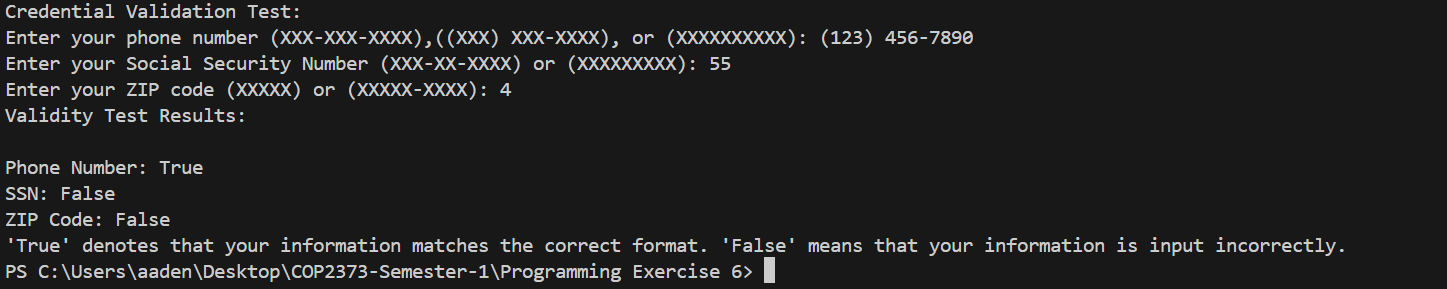 Credential Validation Test:
Enter your phone number (XXX-XXX-XXXX),((XXX) XXX-XXXX), or (XXXXXXXXXX): (123) 456-7890
Enter your Social Security Number (XXX-XX-XXXX) or (XXXXXXXXX): 55
Enter your ZIP code (XXXXX) or (XXXXX-XXXX): 4
Validity Test Results:

Phone Number: True
SSN: False
ZIP Code: False
'True' denotes that your information matches the correct format. 'False' means that your information is input incorrectly.
PS C:\Users\aaden\Desktop\COP2373-Semester-1\Programming Exercise 6>